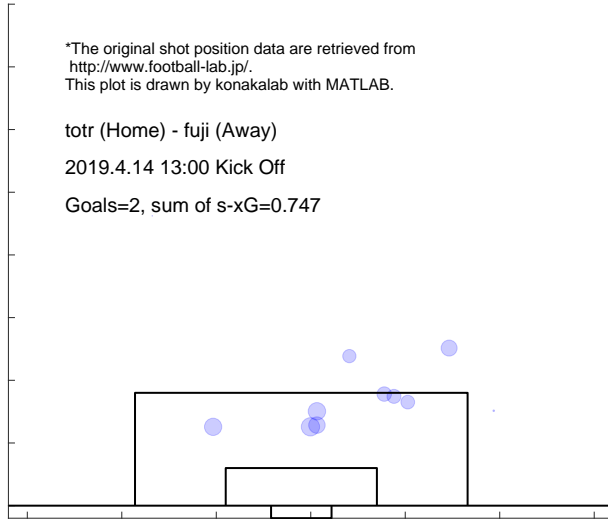 *The original shot position data are retrieved from
http://www.football-lab.jp/.
This plot is drawn by konakalab with MATLAB.
totr (Home) - fuji (Away)
2019.4.14 13:00 Kick Off
Goals=2, sum of s-xG=0.747